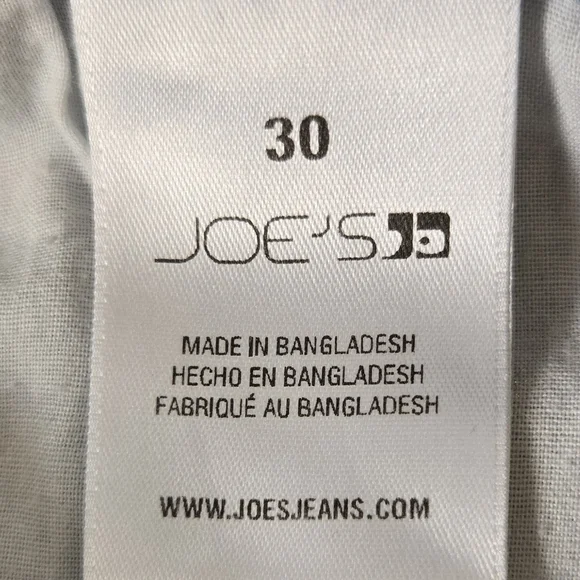 30
JOE'S
MADE IN BANGLADESH
HECHO EN BANGLADESH
FABRIQUÉ AU BANGLADESH
WWW.JOESJEANS.COM